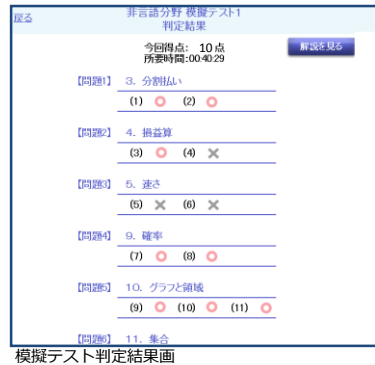 戻る
非言語分野 模擬テスト1
判定結果
今回得点: 10点
所要時間:00:40:29
解説を見る
【問題1】 3. 分割払い
(1) ○ (2) ○
【問題2】 4. 損益算
(3) ○ (4) ×
【問題3】 5. 速さ
(5) × (6) ×
【問題4】 9. 確率
(7) ○ (8) ○
【問題5】 10. グラフと領域
(9) ○ (10) ○ (11) ○
【問題6】 11. 集合
模擬テスト判定結果画